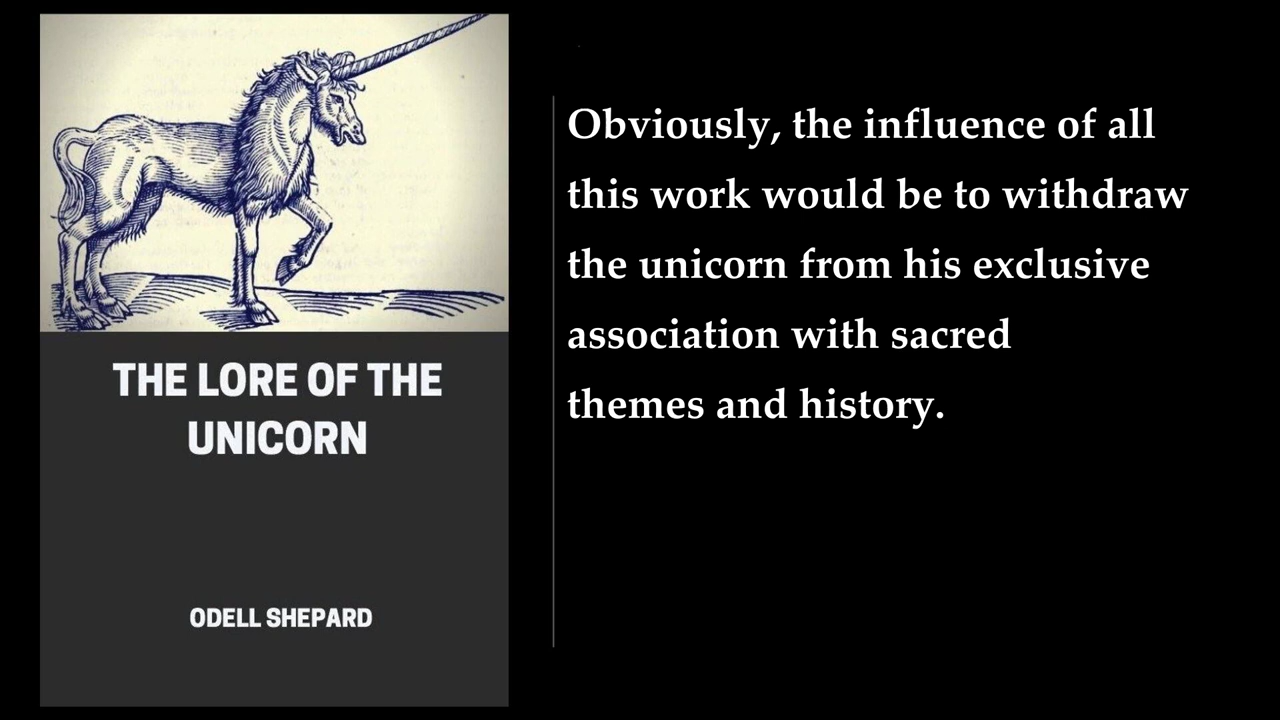 THE LORE OF THE
UNICORN
ODELL SHEPARD
Obviously, the influence of all
this work would be to withdraw
the unicorn from his exclusive
association with sacred
themes and history.